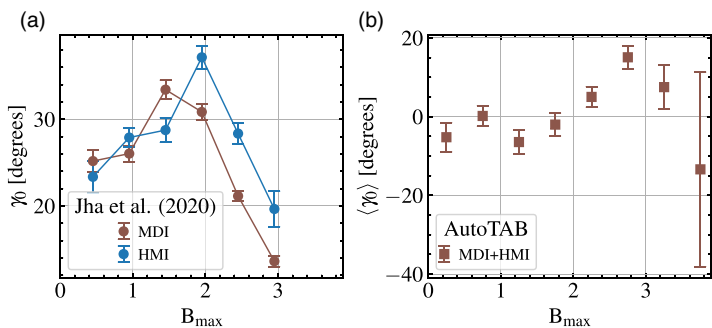 (a)
γ₀ [degrees]
30
20
0
1
2
3
Jha et al. (2020)
MDI
HMI
Bmax
(b)
⟨γ₀⟩ [degrees]
20
0
−20
−40
0
1
2
3
AutoTAB
MDI+HMI
Bmax